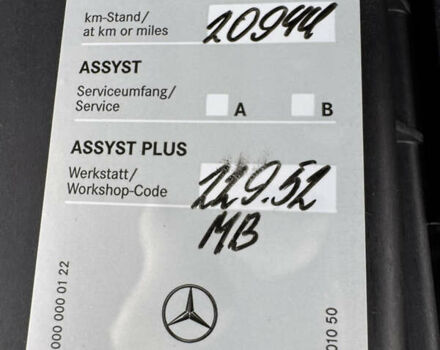 km-Stand/
at km or miles 20944
ASSYST
Serviceumfang/
Service A B
ASSYST PLUS
Werkstatt/
Workshop-Code 229.52
MB
000 000 01 22
01 50